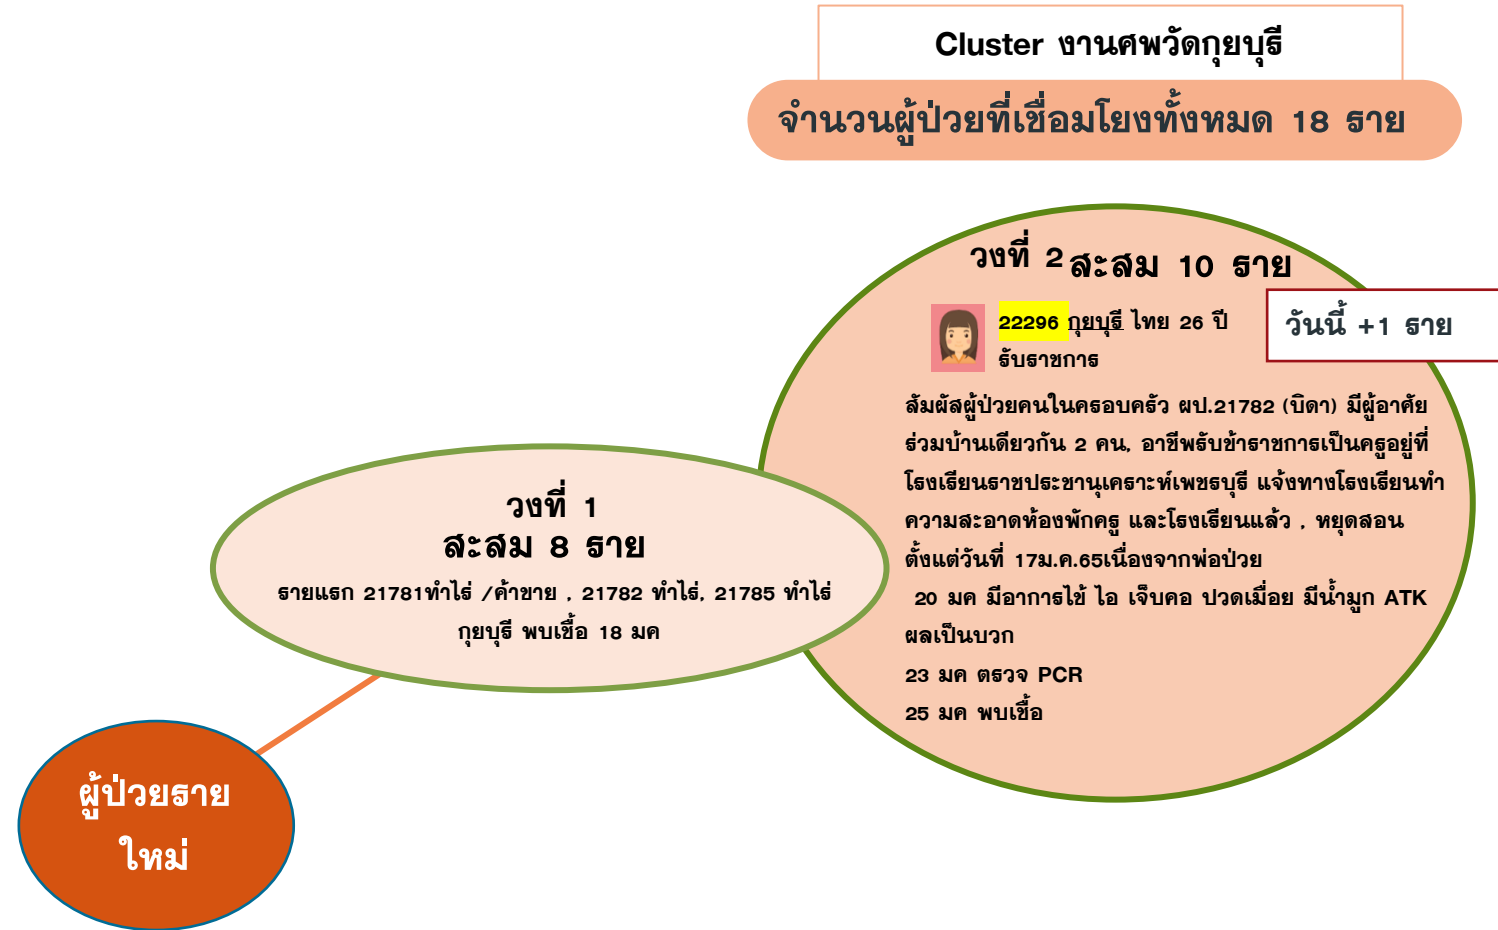 Cluster งานศพวัดกุยบุรี
จำนวนผู้ป่วยที่เชื่อมโยงทั้งหมด 18 ราย
วงที่ 2 สะสม 10 ราย
22296 กุยบุรี ไทย 26 ปี
รับราชการ
วันนี้ +1 ราย
สัมผัสผู้ป่วยคนในครอบครัว ผป.21782 (บิดา) มีผู้อาศัย
ร่วมบ้านเดียวกัน 2 คน, อาชีพรับข้าราชการเป็นครูอยู่ที่
โรงเรียนราชประชานุเคราะห์เพชรบุรี แจ้งทางโรงเรียนทำ
ความสะอาดห้องพักครู และโรงเรียนแล้ว , หยุดสอน
ตั้งแต่วันที่ 17ม.ค.65เนื่องจากพ่อป่วย
20 มค มีอาการไข้ ไอ เจ็บคอ ปวดเมื่อย มีน้ำมูก ATK
ผลเป็นบวก
23 มค ตรวจ PCR
25 มค พบเชื้อ
วงที่ 1
สะสม 8 ราย
รายแรก 21781ทำไร่ /ค้าขาย , 21782 ทำไร่, 21785 ทำไร่
กุยบุรี พบเชื้อ 18 มค
ผู้ป่วยราย
ใหม่